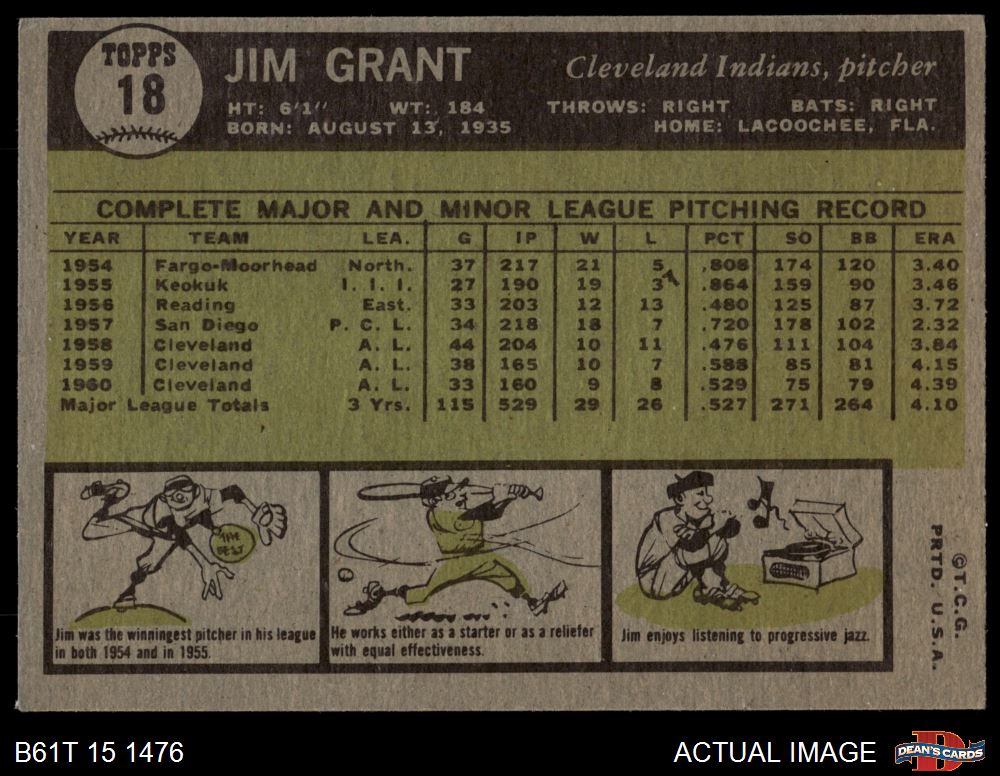 TOPPS
18
JIM GRANT
Cleveland Indians, pitcher
HT: 6'1" WT: 184 THROWS: RIGHT BATS: RIGHT
BORN: AUGUST 13, 1935 HOME: LACOOCHEE, FLA.
COMPLETE MAJOR AND MINOR LEAGUE PITCHING RECORD
YEAR TEAM LEA. G IP W L PCT SO BB ERA
1954 Fargo-Moorhead North. 37 217 21 5 .808 174 120 3.40
1955 Keokuk I. I. I. 27 190 19 3 .864 159 90 3.46
1956 Reading East. 33 203 12 13 .480 125 87 3.72
1957 San Diego P. C. L. 34 218 18 7 .720 178 102 2.32
1958 Cleveland A. L. 44 204 10 11 .476 111 104 3.84
1959 Cleveland A. L. 38 165 10 7 .588 85 81 4.15
1960 Cleveland A. L. 33 160 9 8 .529 75 79 4.39
Major League Totals 3 Yrs. 115 529 29 26 .527 271 264 4.10
THE
BEST
Jim was the winningest pitcher in his league
in both 1954 and in 1955.
He works either as a starter or as a reliefer
with equal effectiveness.
Jim enjoys listening to progressive jazz.
©T.C.G.
PRTD. U.S.A.
B61T 15 1476
ACTUAL IMAGE
DEAN'S CARDS